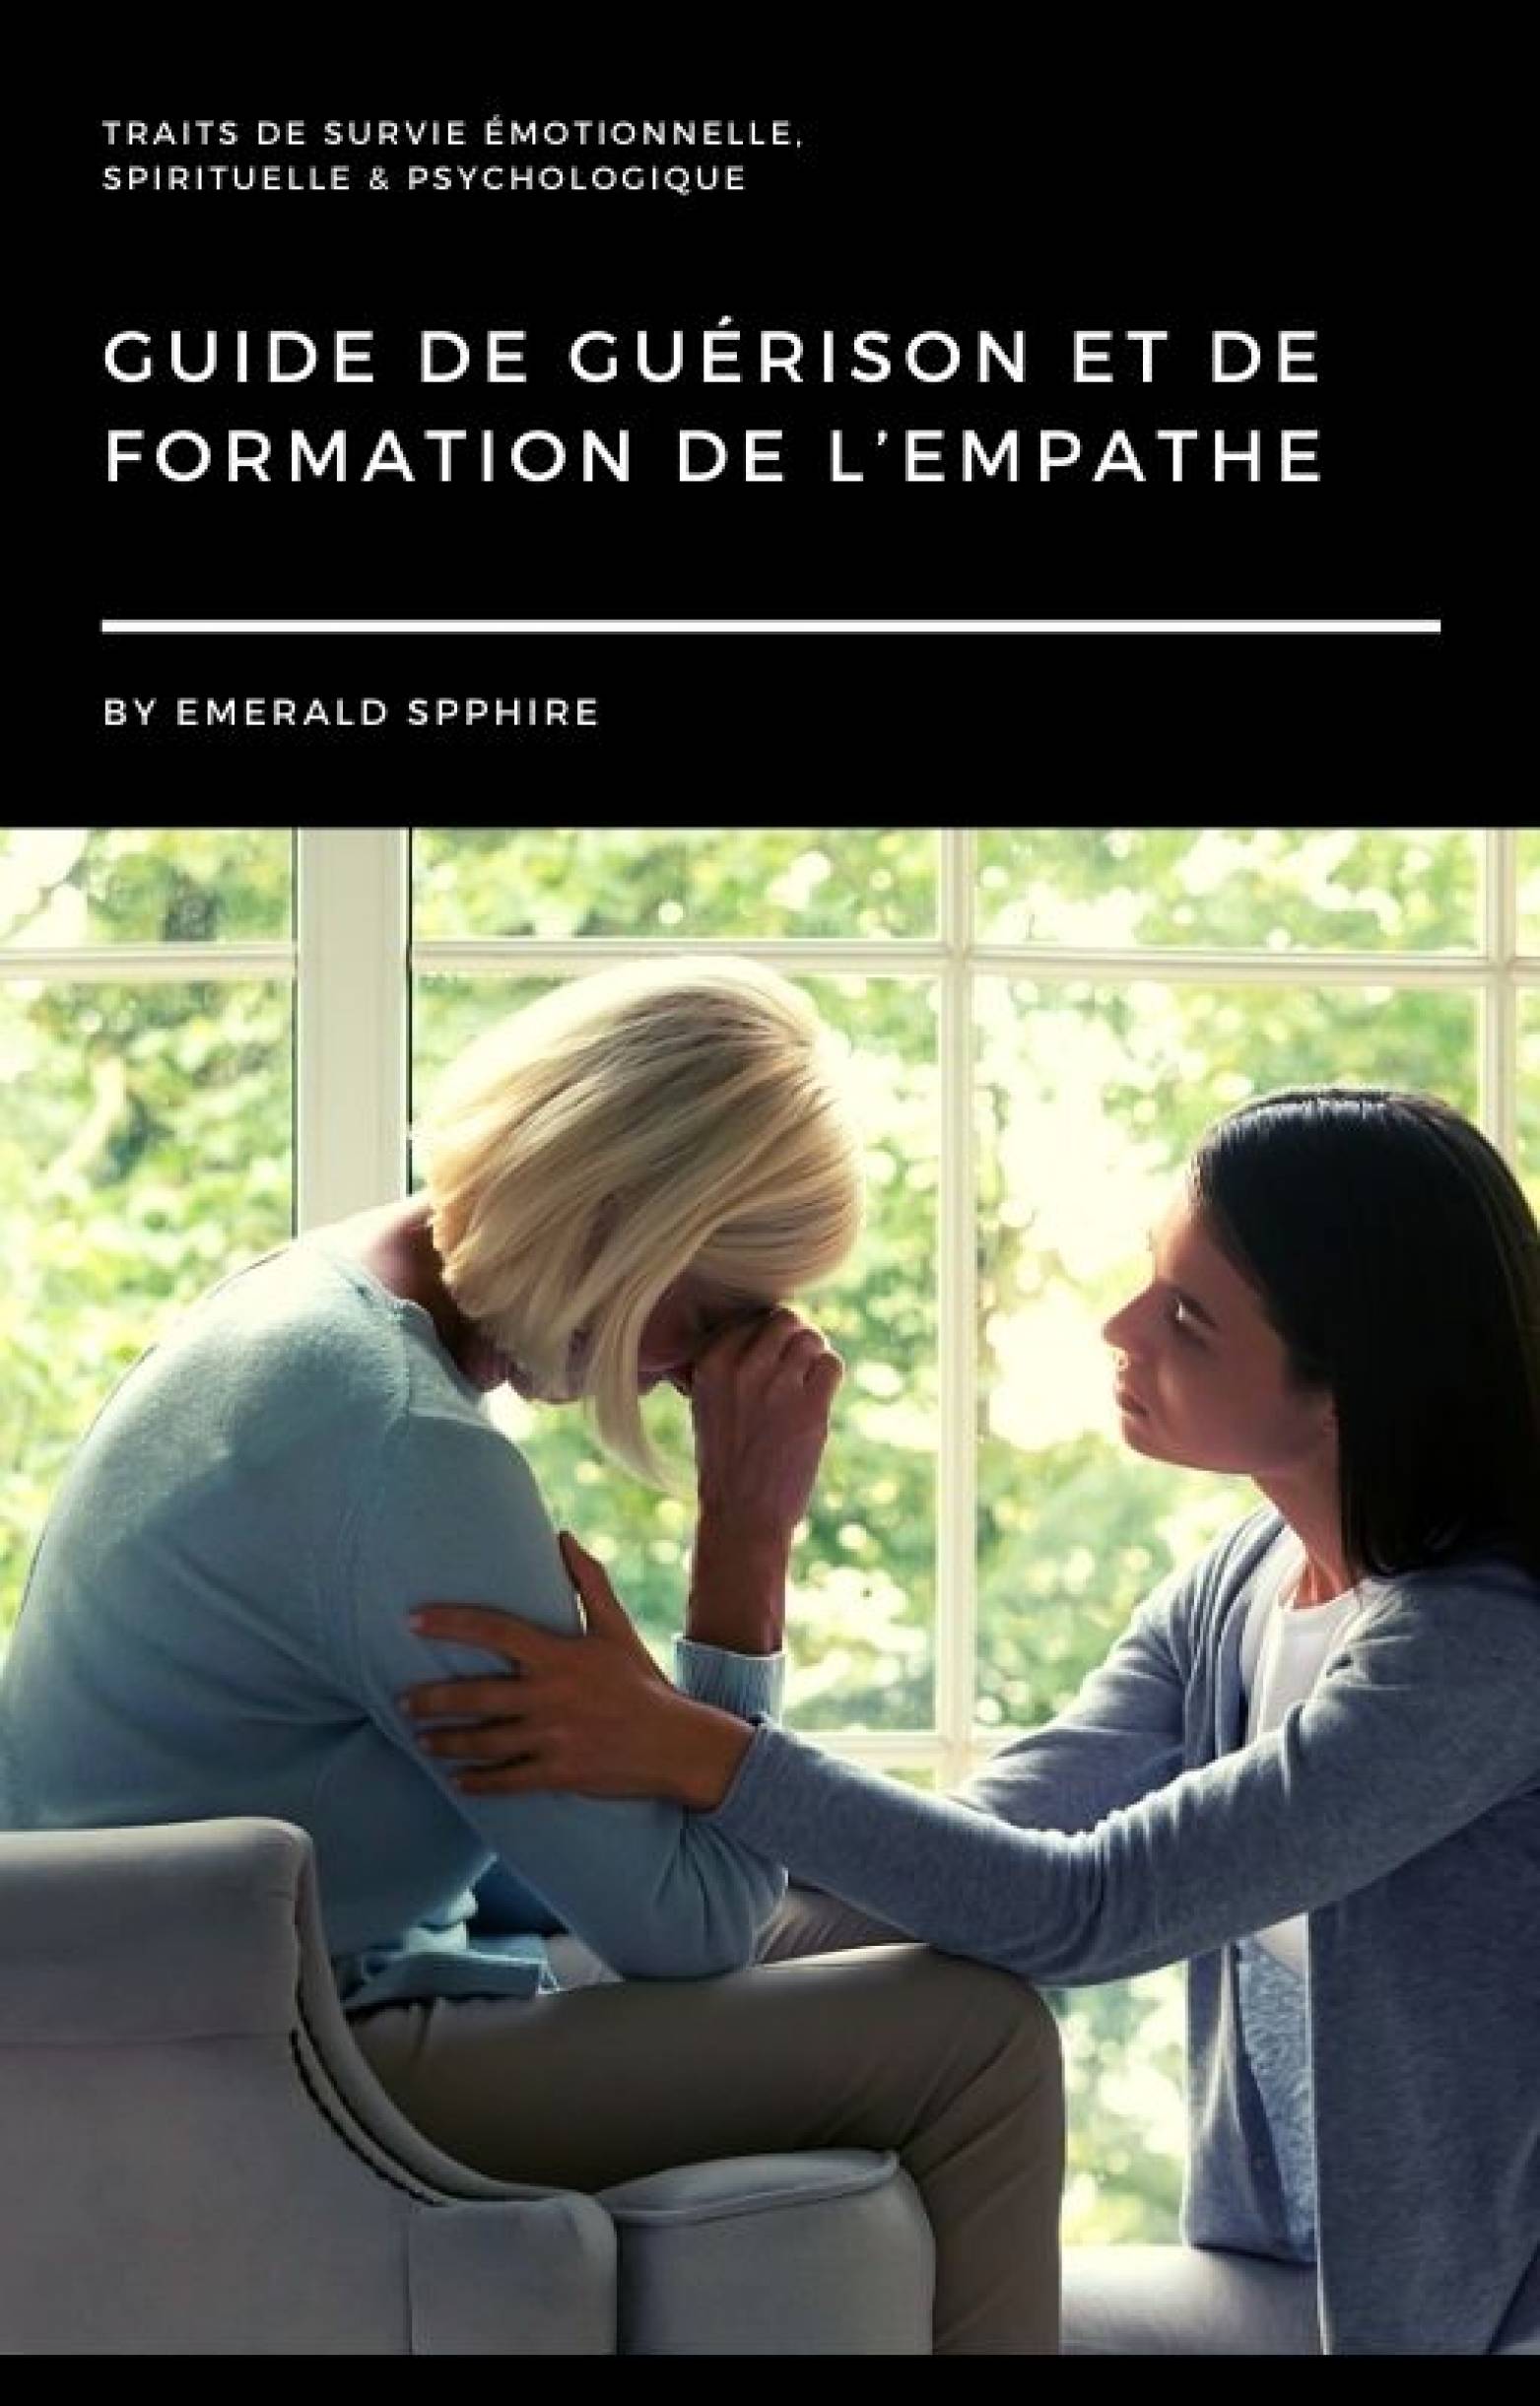 TRAITS DE SURVIE ÉMOTIONNELLE,
SPIRITUELLE & PSYCHOLOGIQUE
GUIDE DE GUÉRISON ET DE
FORMATION DE L'EMPATHE
BY EMERALD SPPHIRE